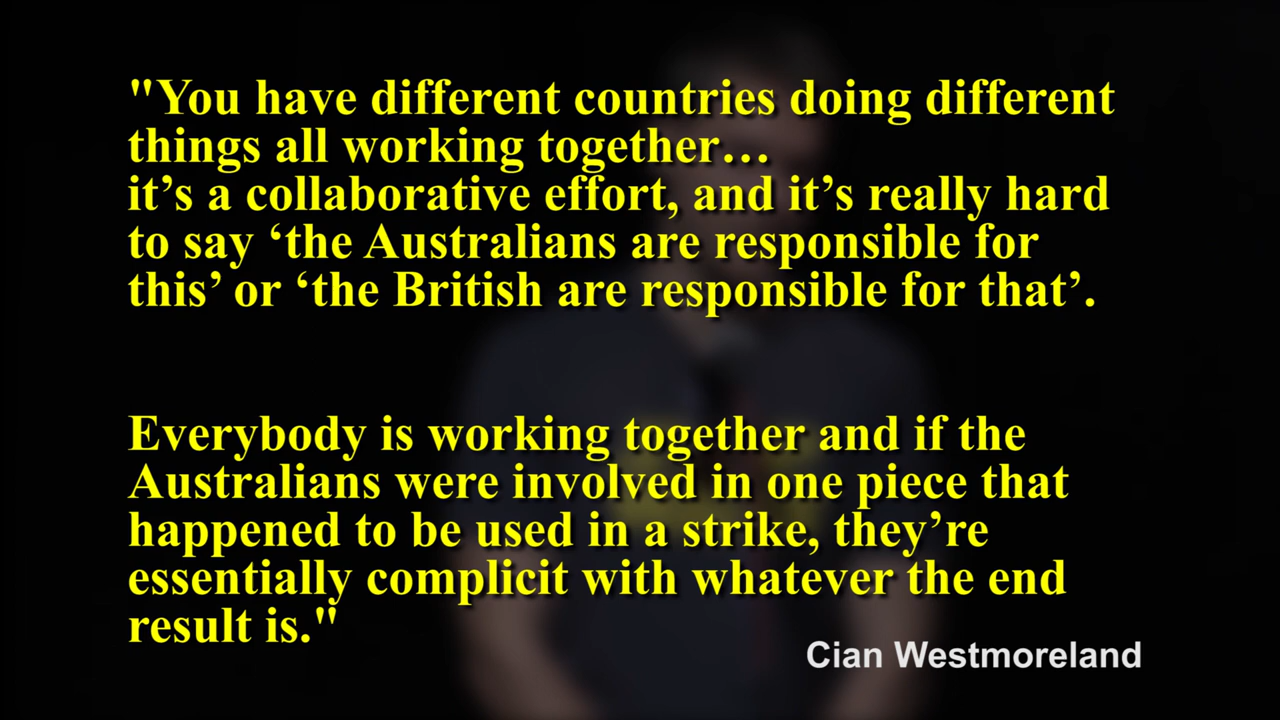 "You have different countries doing different
things all working together…
it’s a collaborative effort, and it’s really hard
to say ‘the Australians are responsible for
this’ or ‘the British are responsible for that’.
Everybody is working together and if the
Australians were involved in one piece that
happened to be used in a strike, they’re
essentially complicit with whatever the end
result is."
Cian Westmoreland